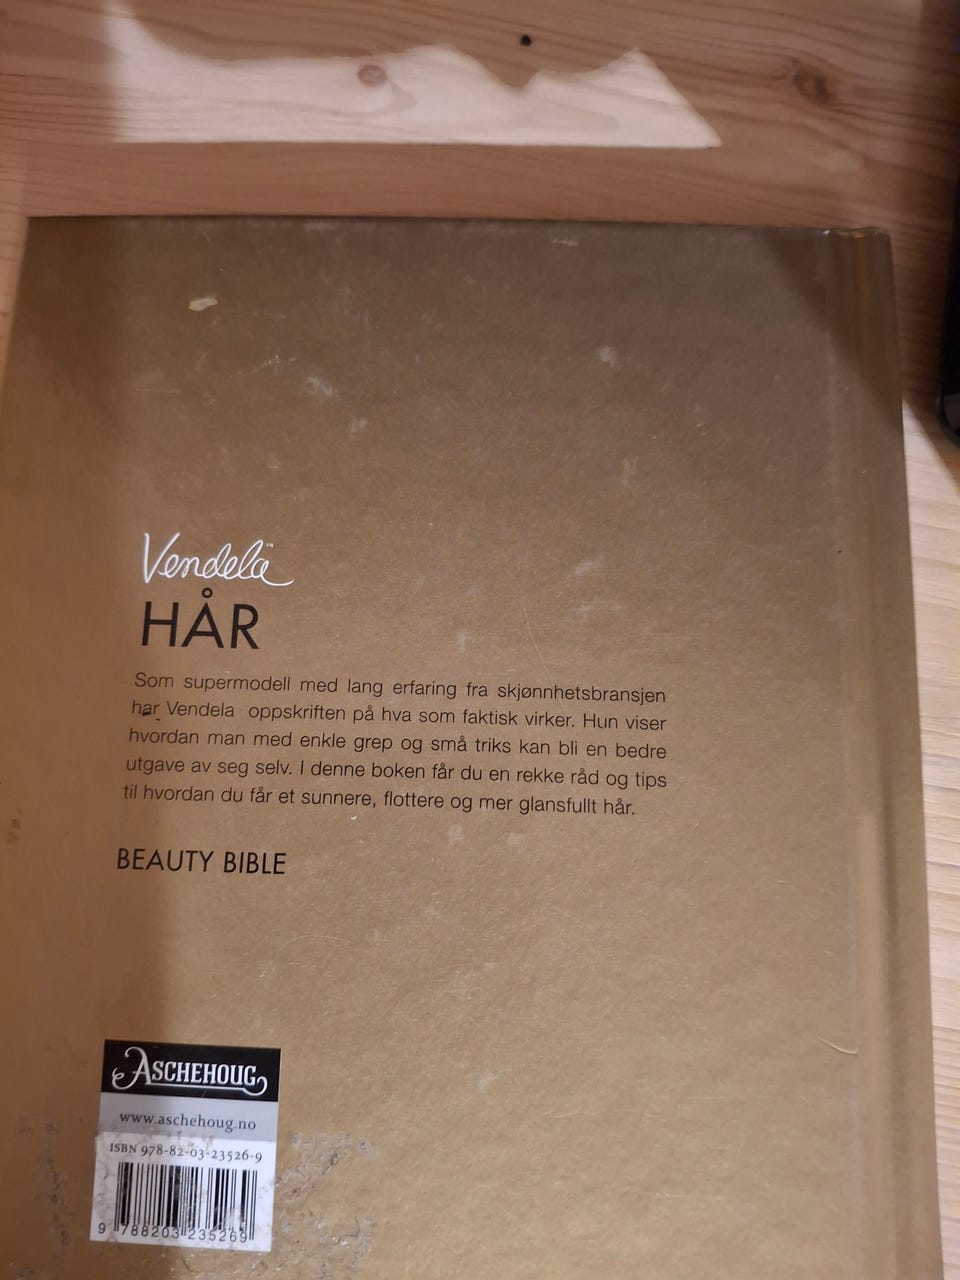 Vendela™
HÅR
Som supermodell med lang erfaring fra skjønnhetsbransjen
har Vendela oppskriften på hva som faktisk virker. Hun viser
hvordan man med enkle grep og små triks kan bli en bedre
utgave av seg selv. I denne boken får du en rekke råd og tips
til hvordan du får et sunnere, flottere og mer glansfullt hår.
BEAUTY BIBLE
ASCHEHOUG
www.aschehoug.no
ISBN 978-82-03-23526-9
9 788203 235269